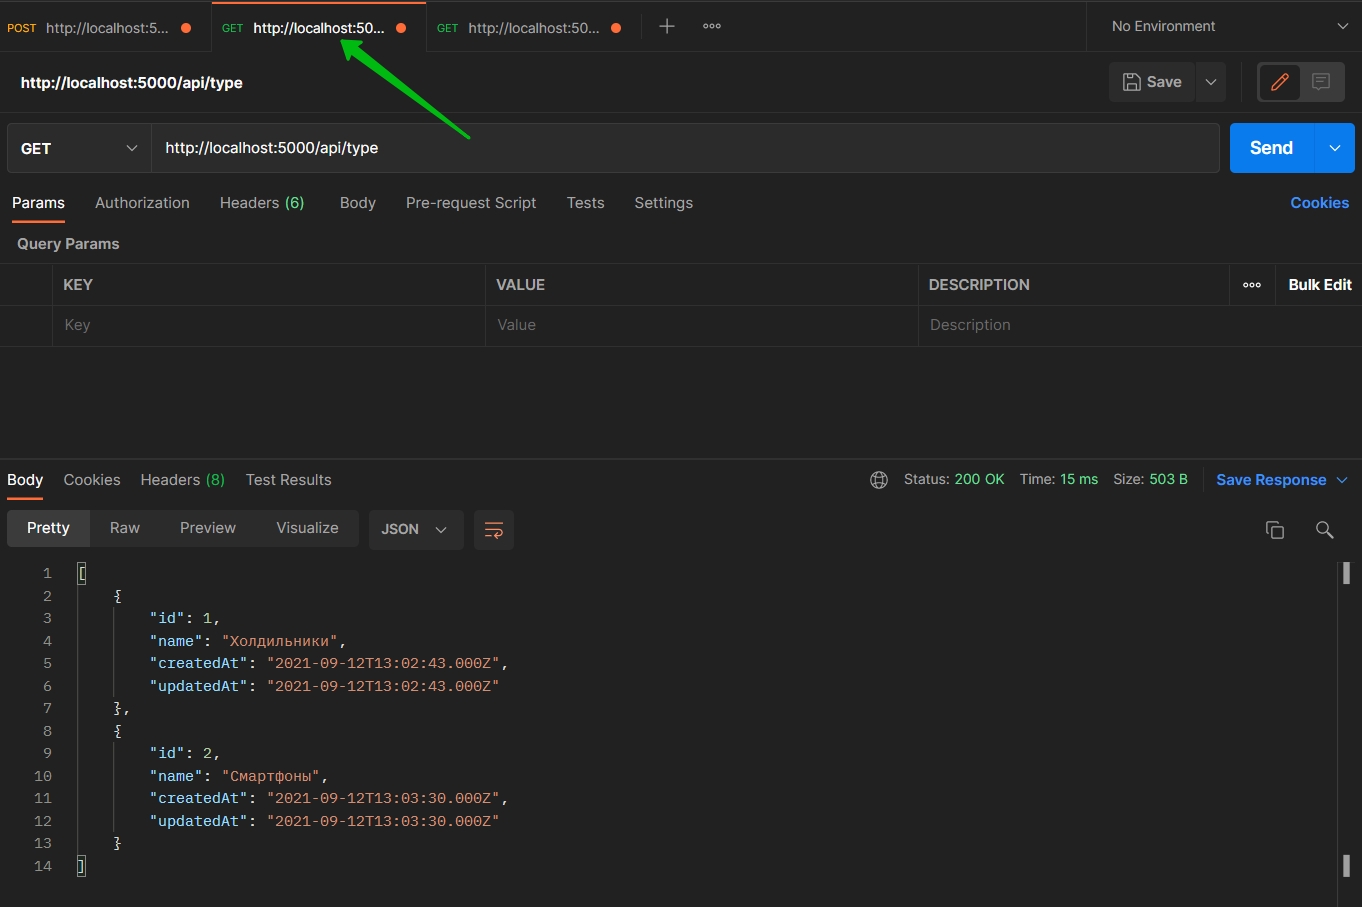 POST http://localhost:5... GET http://localhost:50... GET http://localhost:50... No Environment
http://localhost:5000/api/type Save
GET http://localhost:5000/api/type Send
Params Authorization Headers (6) Body Pre-request Script Tests Settings Cookies
Query Params
KEY VALUE DESCRIPTION Bulk Edit
Key Value Description
Body Cookies Headers (8) Test Results Status: 200 OK Time: 15 ms Size: 503 B Save Response
Pretty Raw Preview Visualize JSON
1 [
2 {
3 "id": 1,
4 "name": "Холдильники",
5 "createdAt": "2021-09-12T13:02:43.000Z",
6 "updatedAt": "2021-09-12T13:02:43.000Z"
7 },
8 {
9 "id": 2,
10 "name": "Смартфоны",
11 "createdAt": "2021-09-12T13:03:30.000Z",
12 "updatedAt": "2021-09-12T13:03:30.000Z"
13 }
14 ]